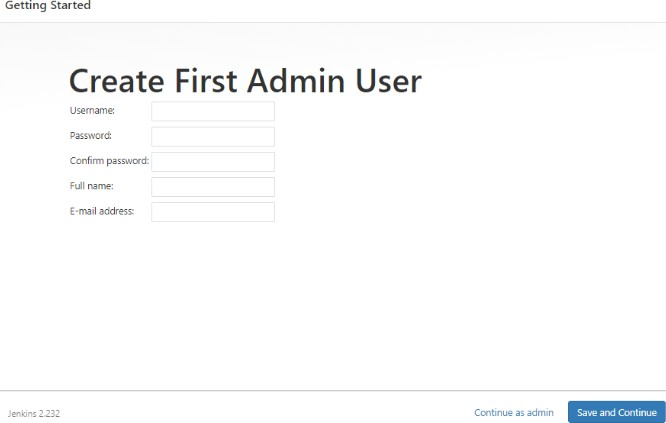 Getting Started
Create First Admin User
Username:
Password:
Confirm password:
Full name:
E-mail address:
Jenkins 2.232
Continue as admin
Save and Continue